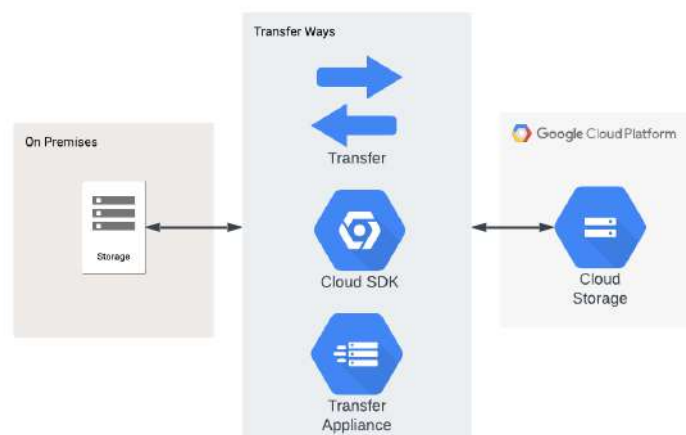 Transfer Ways
On Premises
Storage
Transfer
Cloud SDK
Transfer
Appliance
Google Cloud Platform
Cloud
Storage